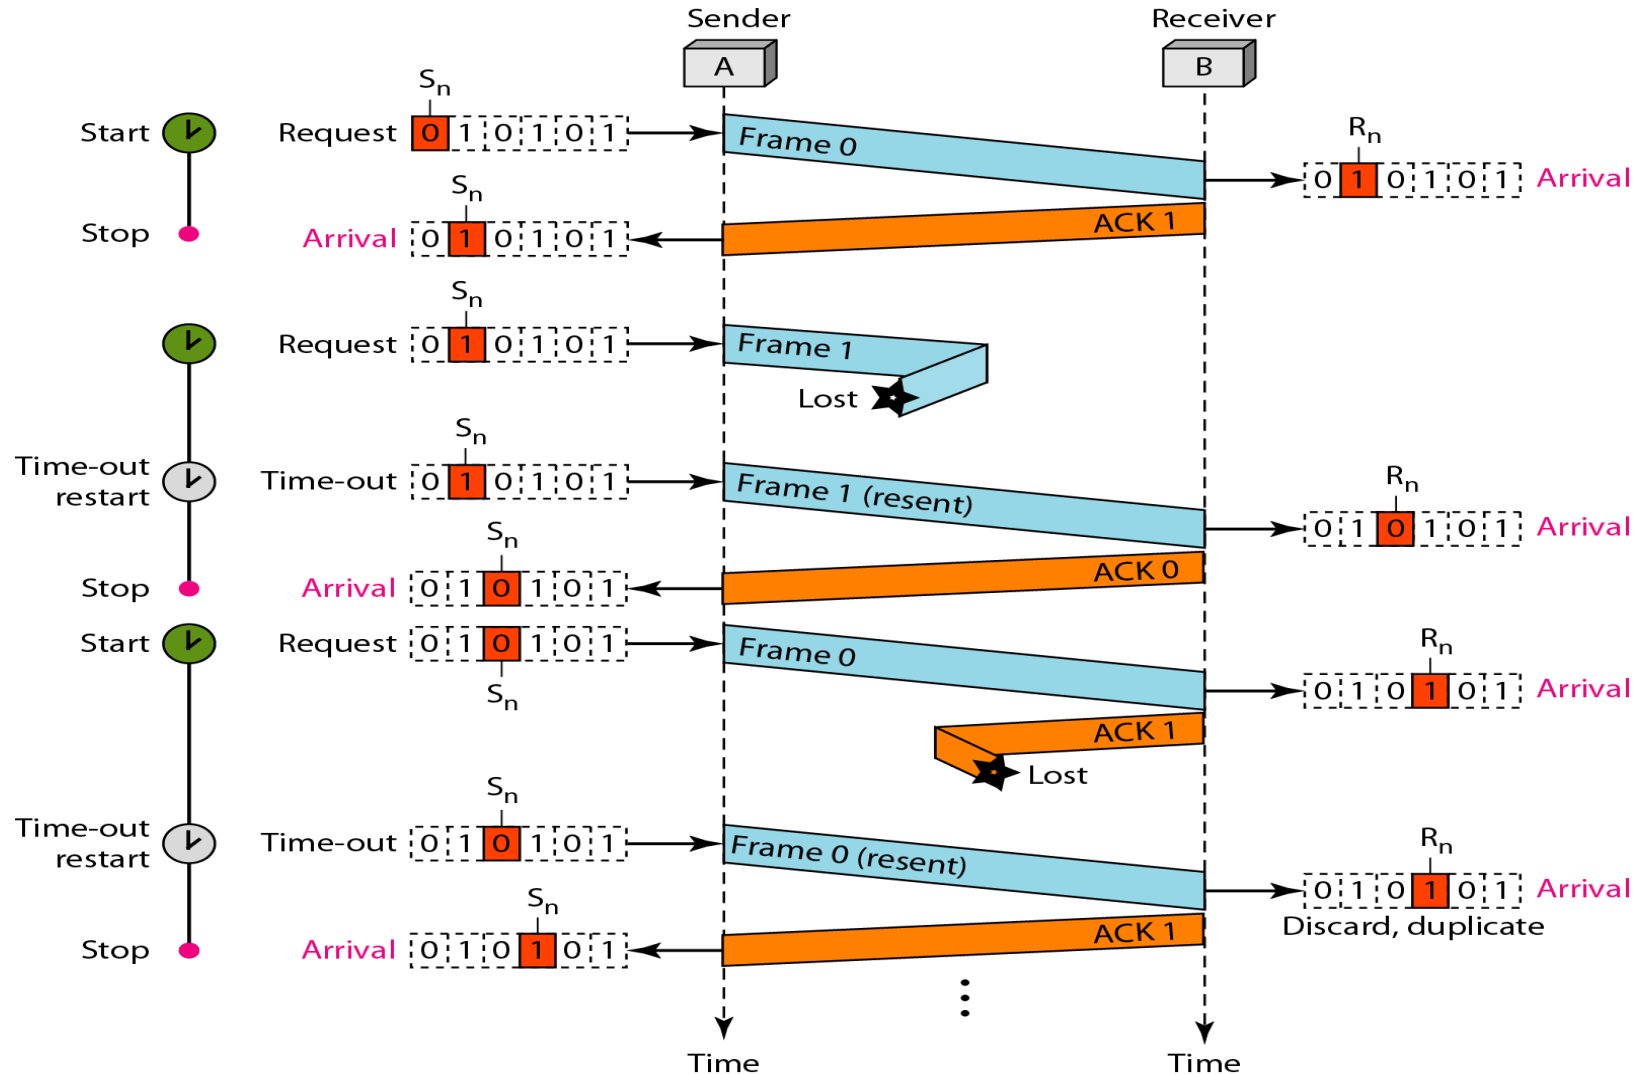 Sender Receiver
A B
Sn
Start Request 0 1 0 1 0 1 Frame 0
Rn
0 1 0 1 0 1 Arrival
Sn
Stop Arrival 0 1 0 1 0 1 ACK 1
Sn
Request 0 1 0 1 0 1 Frame 1
Lost
Sn
Time-out
restart
Time-out 0 1 0 1 0 1 Frame 1 (resent)
Rn
0 1 0 1 0 1 Arrival
Sn
Stop Arrival 0 1 0 1 0 1 ACK 0
Start Request 0 1 0 1 0 1 Frame 0
Sn
Rn
0 1 0 1 0 1 Arrival
ACK 1
Lost
Sn
Time-out
restart
Time-out 0 1 0 1 0 1 Frame 0 (resent)
Rn
0 1 0 1 0 1 Arrival
Discard, duplicate
Sn
Stop Arrival 0 1 0 1 0 1 ACK 1
Time Time